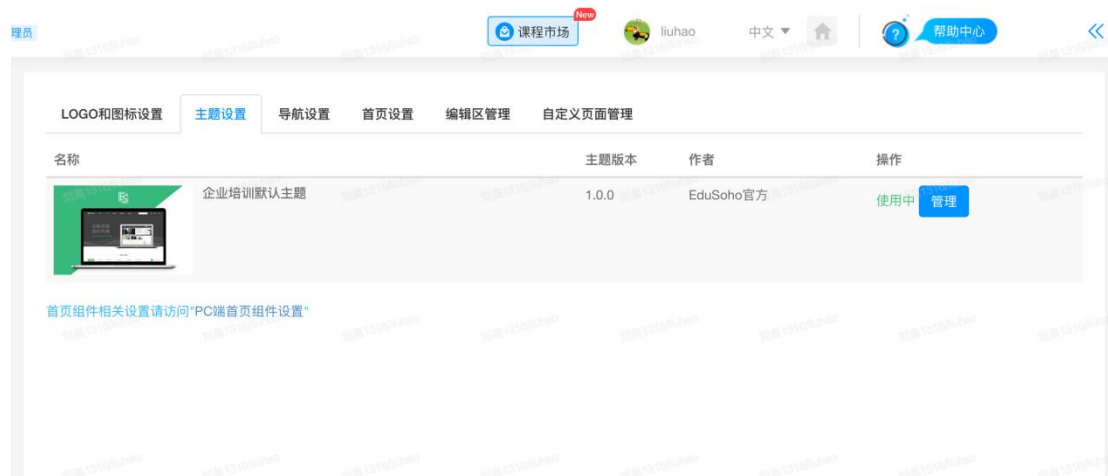 理员
课程市场
New
liuhao
中文
帮助中心
LOGO和图标设置 主题设置 导航设置 首页设置 编辑区管理 自定义页面管理
名称 主题版本 作者 操作
企业培训默认主题 1.0.0 EduSoho官方 使用中 管理
首页组件相关设置请访问"PC端首页组件设置"